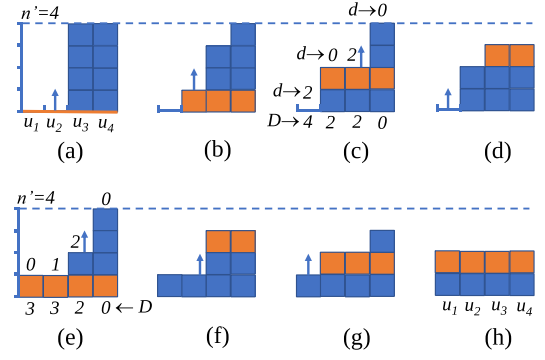 n'=4
u1 u2 u3 u4
(a)
(b)
d→0
d→0 2
d→2
D→4 2 2 0
(c)
(d)
n'=4
0
2
0 1
3 3 2 0 ← D
(e)
(f)
(g)
u1 u2 u3 u4
(h)